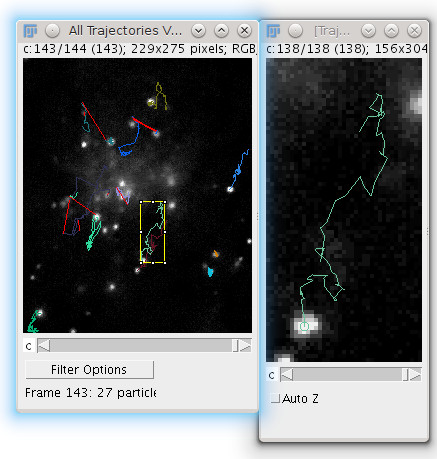 All Trajectories V...
c:143/144 (143); 229x275 pixels; RGB
c
Filter Options
Frame 143: 27 particle
[Traj...
c:138/138 (138); 156x304
c
Auto Z